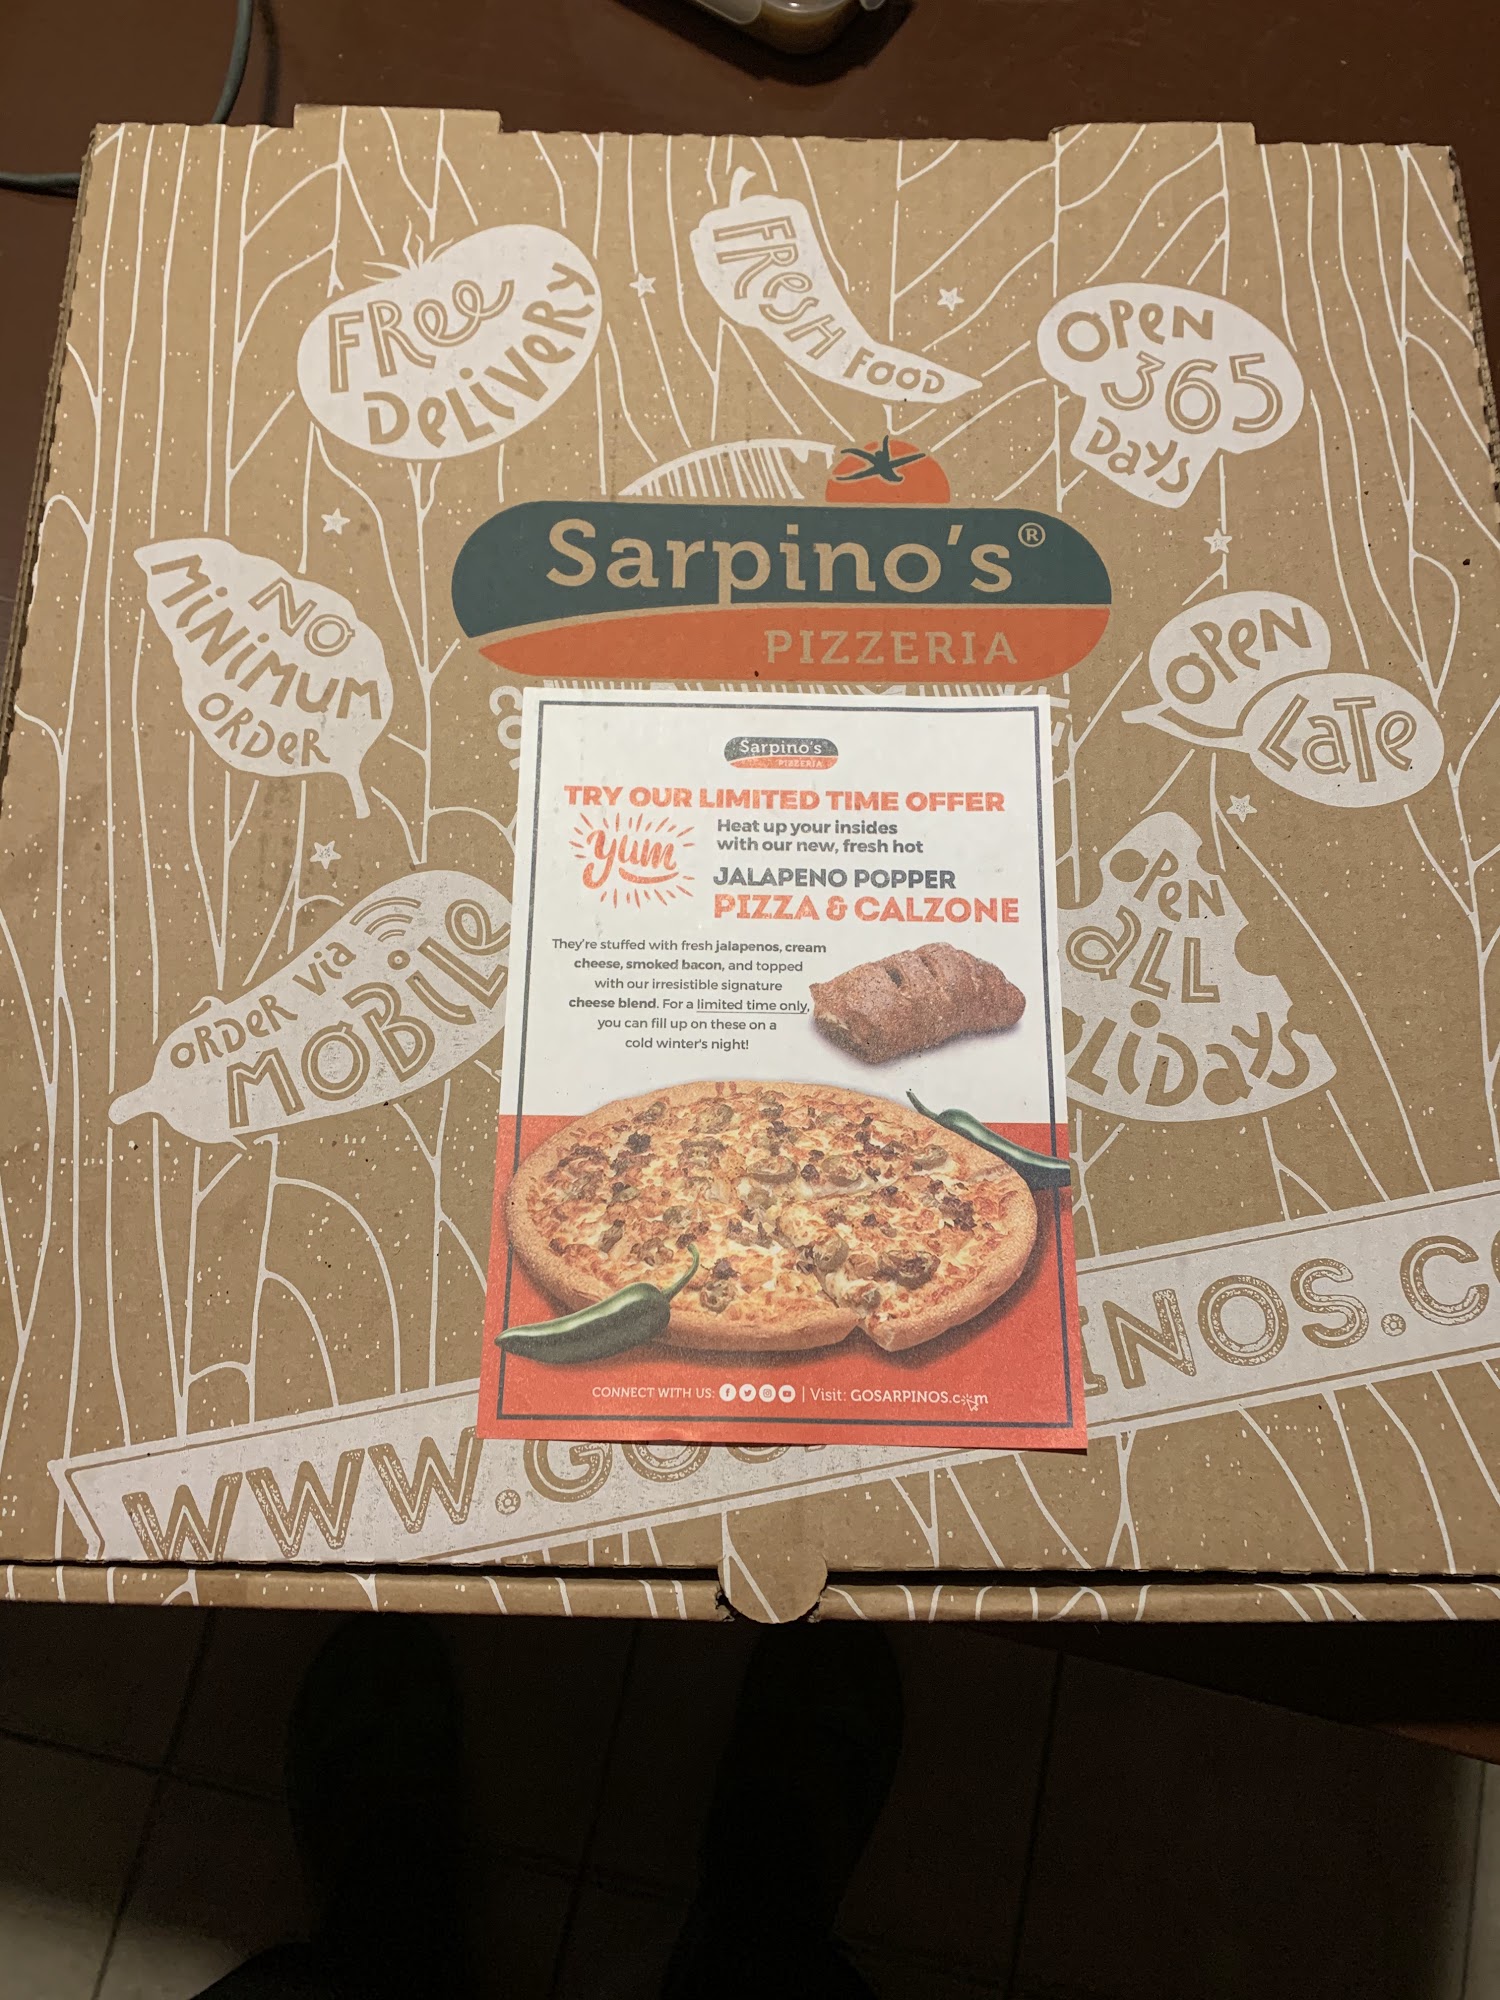 FRee
DeLiveRy
FReSH FOOD
OPeN
365
Days
Sarpino's®
PIZZERIA
NO
MiNiMUM
ORDeR
OPeN
LaTe
ORDeR Via
MOBiLe
OPeN
aLL
WWW.GO
INOS.C
Sarpino's
PIZZERIA
TRY OUR LIMITED TIME OFFER
yum
Heat up your insides
with our new, fresh hot
JALAPENO POPPER
PIZZA & CALZONE
They're stuffed with fresh jalapenos, cream
cheese, smoked bacon, and topped
with our irresistible signature
cheese blend. For a limited time only,
you can fill up on these on a
cold winter's night!
CONNECT WITH US: | Visit: GOSARPINOS.com